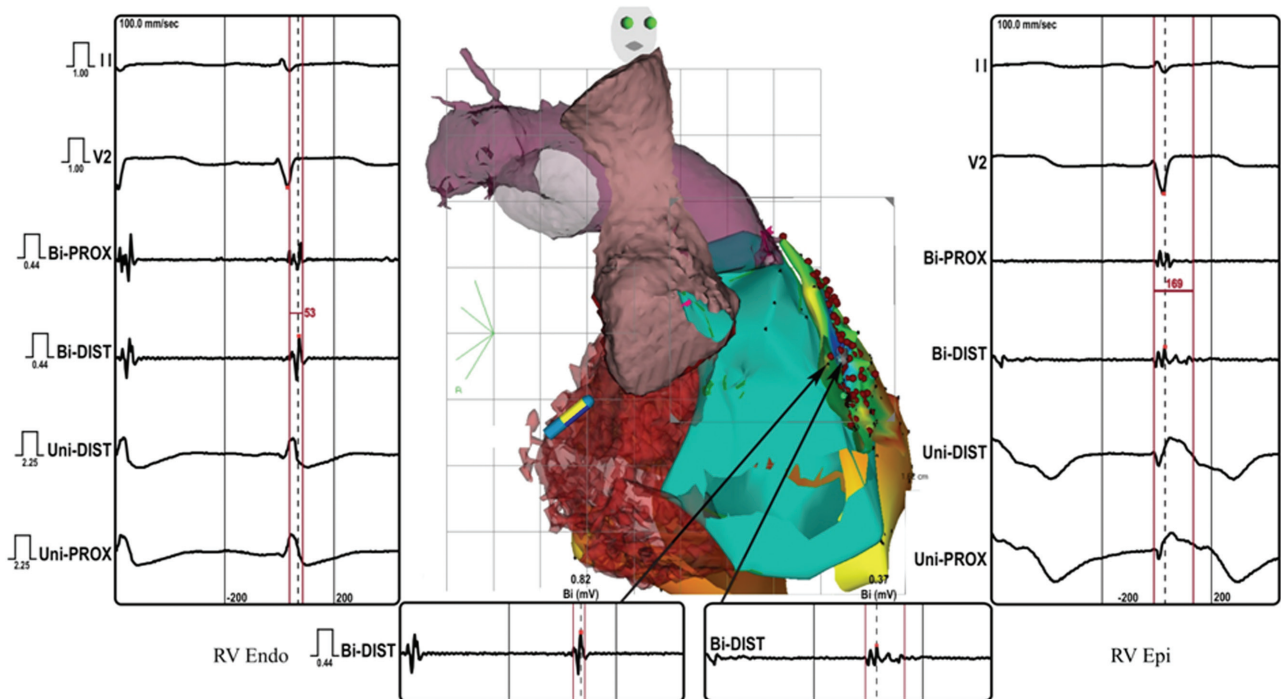 100.0 mm/sec
II
1.00
V2
1.00
Bi-PROX
0.44
53
Bi-DIST
0.44
Uni-DIST
2.25
Uni-PROX
2.25
-200
200
R
0.82
Bi (mV)
0.37
Bi (mV)
100.0 mm/sec
II
V2
Bi-PROX
169
Bi-DIST
Uni-DIST
Uni-PROX
-200
200
RV Endo
Bi-DIST
0.44
Bi-DIST
RV Epi